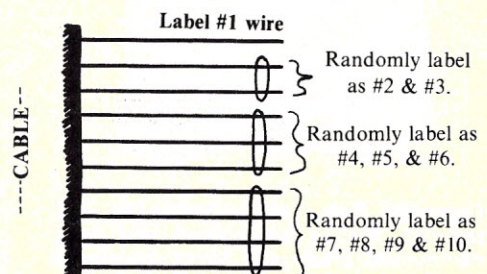 Label #1 wire
Randomly label
as #2 & #3.
Randomly label as
#4, #5, & #6.
Randomly label as
#7, #8, #9 & #10.
----CABLE--